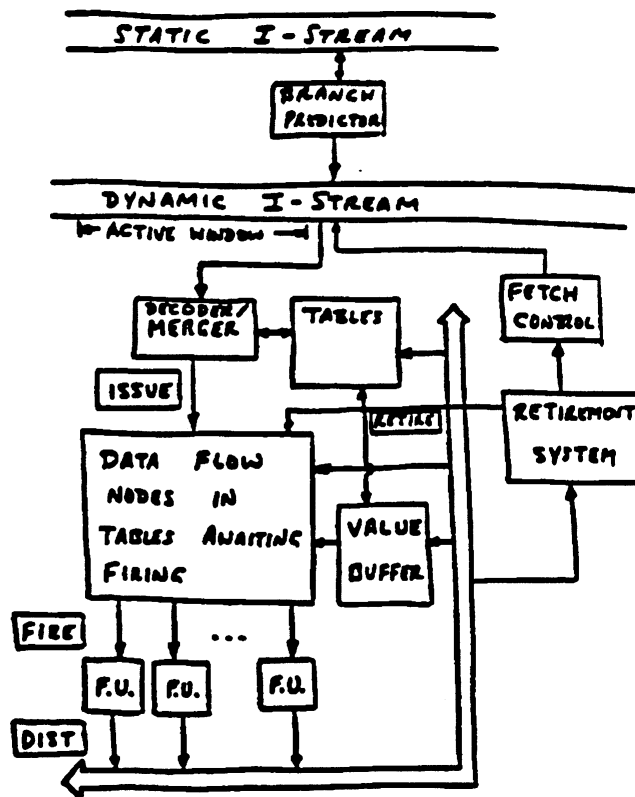 STATIC I-STREAM
BRANCH
PREDICTOR
DYNAMIC I-STREAM
ACTIVE WINDOW
DECODER/
MERGER
TABLES
FETCH
CONTROL
ISSUE
RETIRE
RETIREMONT
SYSTEM
DATA FLOW
NODES IN
TABLES AWAITING
FIRING
VALUE
BUFFER
FIRE
...
F.U.
F.U.
F.U.
DIST